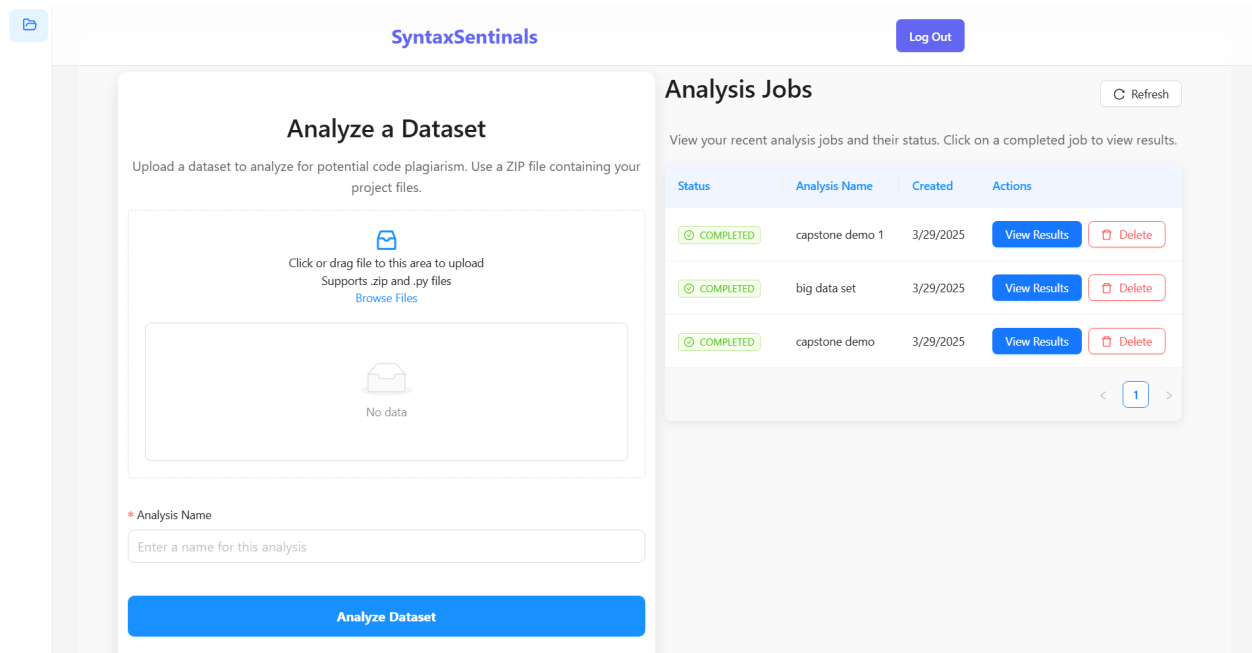 SyntaxSentinals
Log Out
Analyze a Dataset
Upload a dataset to analyze for potential code plagiarism. Use a ZIP file containing your
project files.
Click or drag file to this area to upload
Supports .zip and .py files
Browse Files
No data
* Analysis Name
Enter a name for this analysis
Analyze Dataset
Analysis Jobs
Refresh
View your recent analysis jobs and their status. Click on a completed job to view results.
Status Analysis Name Created Actions
COMPLETED capstone demo 1 3/29/2025 View Results Delete
COMPLETED big data set 3/29/2025 View Results Delete
COMPLETED capstone demo 3/29/2025 View Results Delete
< 1 >